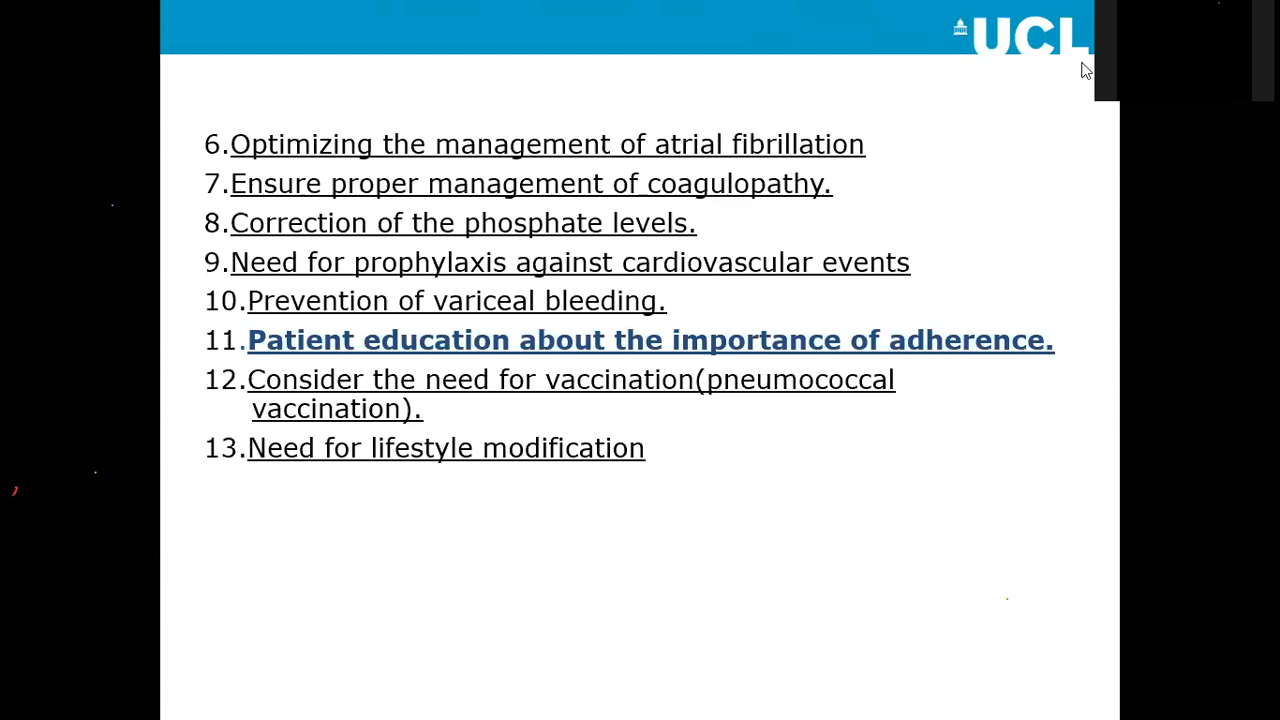 UCL
6.Optimizing the management of atrial fibrillation
7.Ensure proper management of coagulopathy.
8.Correction of the phosphate levels.
9.Need for prophylaxis against cardiovascular events
10.Prevention of variceal bleeding.
11.Patient education about the importance of adherence.
12.Consider the need for vaccination(pneumococcal
vaccination).
13.Need for lifestyle modification